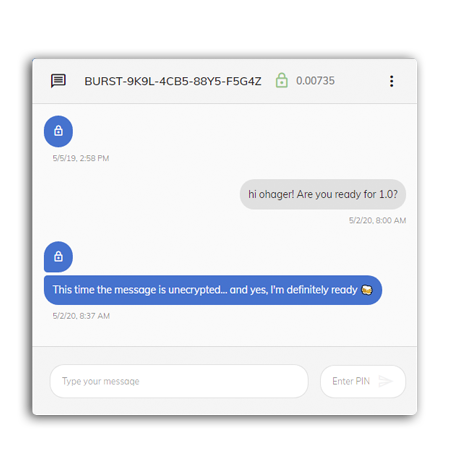 BURST-9K9L-4CB5-88Y5-F5G4Z 0.00735
5/5/19, 2:58 PM
hi ohager! Are you ready for 1.0?
5/2/20, 8:00 AM
This time the message is unecrypted... and yes, I'm definitely ready
5/2/20, 8:37 AM
Type your message Enter PIN